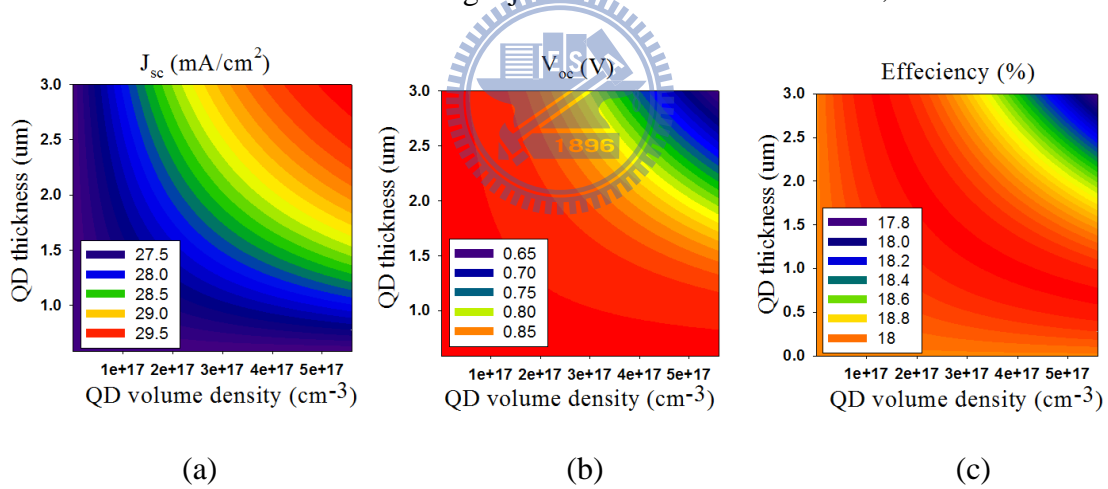 J_sc (mA/cm^2)
3.0
2.5
2.0
1.5
1.0
QD thickness (um)
27.5
28.0
28.5
29.0
29.5
1e+17 2e+17 3e+17 4e+17 5e+17
QD volume density (cm^-3)
(a)
V_oc (V)
3.0
2.5
2.0
1.5
1.0
QD thickness (um)
1896
0.65
0.70
0.75
0.80
0.85
1e+17 2e+17 3e+17 4e+17 5e+17
QD volume density (cm^-3)
(b)
Effeciency (%)
3.0
2.5
2.0
1.5
1.0
0.5
0.0
QD thickness (um)
17.8
18.0
18.2
18.4
18.6
18.8
18
1e+17 2e+17 3e+17 4e+17 5e+17
QD volume density (cm^-3)
(c)